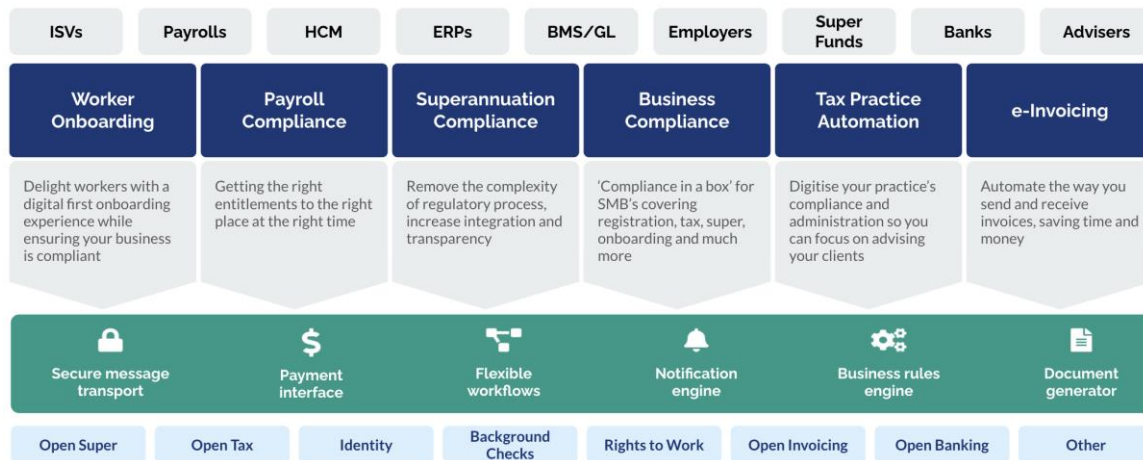 ISVs
Payrolls
HCM
ERPs
BMS/GL
Employers
Super
Funds
Banks
Advisers
Worker
Onboarding
Payroll
Compliance
Superannuation
Compliance
Business
Compliance
Tax Practice
Automation
e-Invoicing
Delight workers with a
digital first onboarding
experience while
ensuring your business
is compliant
Getting the right
entitlements to the right
place at the right time
Remove the complexity
of regulatory process,
increase integration and
transparency
‘Compliance in a box’ for
SMB’s covering
registration, tax, super,
onboarding and much
more
Digitise your practice’s
compliance and
administration so you
can focus on advising
your clients
Automate the way you
send and receive
invoices, saving time and
money
Secure message
transport
Payment
interface
Flexible
workflows
Notification
engine
Business rules
engine
Document
generator
Open Super
Open Tax
Identity
Background
Checks
Rights to Work
Open Invoicing
Open Banking
Other